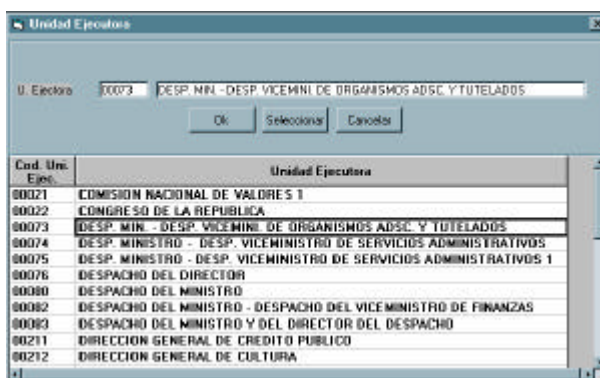 Unidad Ejecutora
U. Ejectora 00073 DESP. MIN. - DESP. VICEMINI. DE ORGANISMOS ADSC. Y TUTELADOS
Ok Seleccionar Cancelar
Cod. Uni. Ejec. Unidad Ejecutora
00021 COMISION NACIONAL DE VALORES 1
00022 CONGRESO DE LA REPUBLICA
00073 DESP. MIN. - DESP. VICEMINI. DE ORGANISMOS ADSC. Y TUTELADOS
00074 DESP. MINISTRO - DESP. VICEMINISTRO DE SERVICIOS ADMINISTRATIVOS
00075 DESP. MINISTRO - DESP. VICEMINISTRO DE SERVICIOS ADMINISTRATIVOS 1
00076 DESPACHO DEL DIRECTOR
00080 DESPACHO DEL MINISTRO
00082 DESPACHO DEL MINISTRO - DESPACHO DEL VICEMINISTRO DE FINANZAS
00083 DESPACHO DEL MINISTRO Y DEL DIRECTOR DEL DESPACHO
00211 DIRECCION GENERAL DE CREDITO PUBLICO
00212 DIRECCION GENERAL DE CULTURA